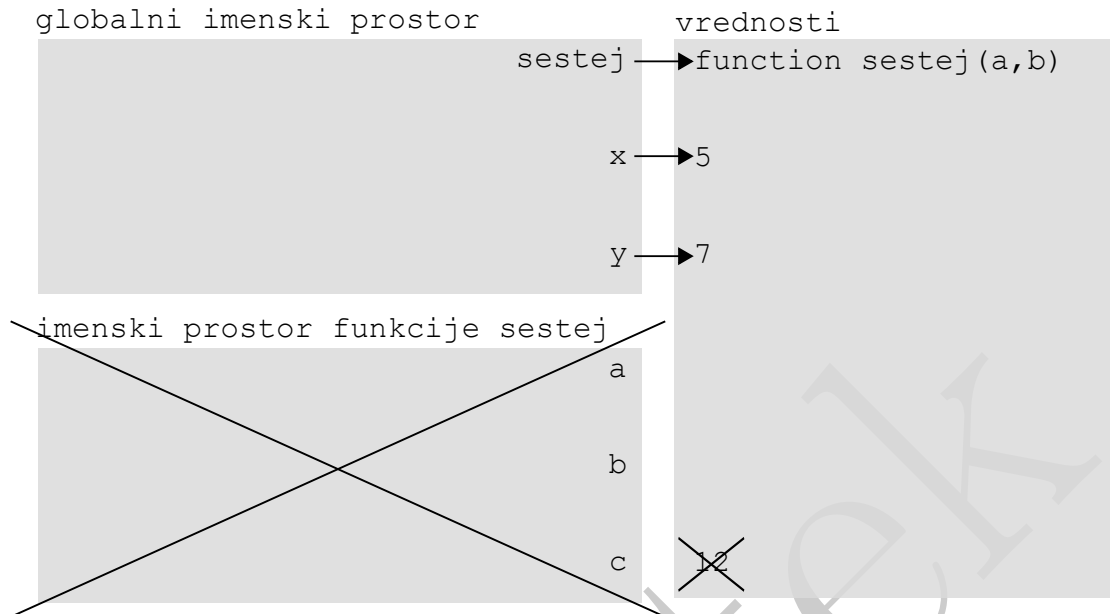 globalni imenski prostor
vrednosti
sestej
function sestej(a,b)
x
5
y
7
imenski prostor funkcije sestej
a
b
c
12